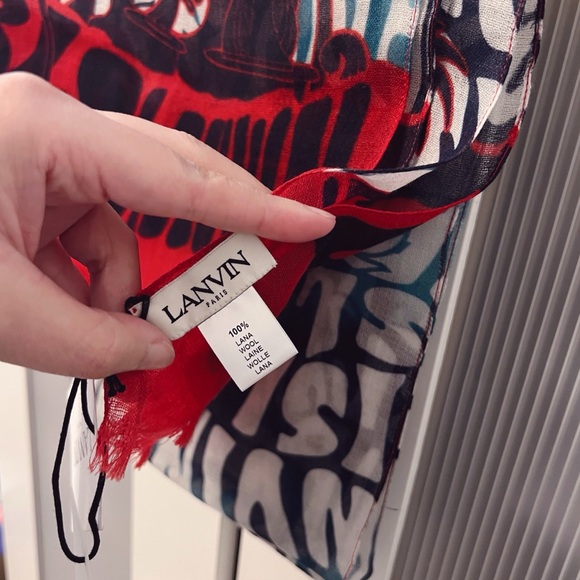 LANVIN
PARIS
100%
LANA
WOOL
LAINE
WOLLE
LANA